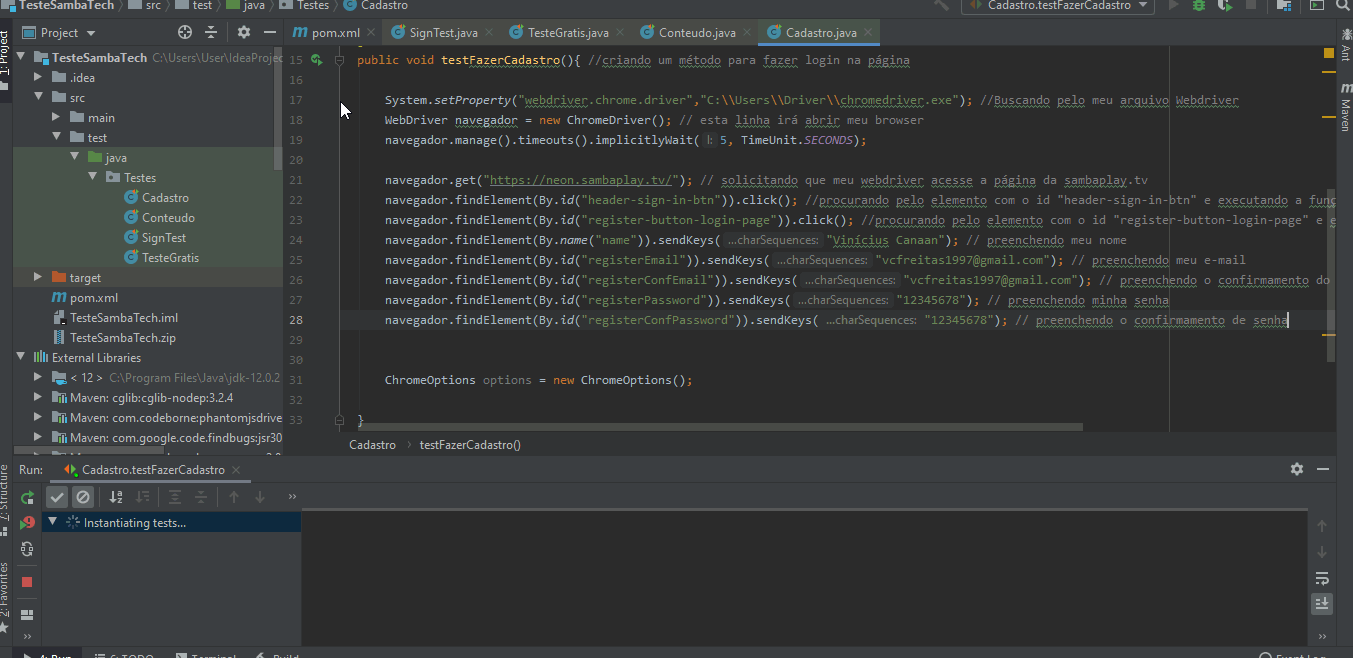 TesteSambaTech
src
test
java
Testes
Cadastro
Cadastro.testFazerCadastro
Project
pom.xml
SignTest.java
TesteGratis.java
Conteudo.java
Cadastro.java
1: Project
TesteSambaTech C:\Users\User\IdeaProjec
.idea
src
main
test
java
Testes
Cadastro
Conteudo
SignTest
TesteGratis
target
pom.xml
TesteSambaTech.iml
TesteSambaTech.zip
External Libraries
< 12 > C:\Program Files\Java\jdk-12.0.2
Maven: cglib:cglib-nodep:3.2.4
Maven: com.codeborne:phantomjsdrive
Maven: com.google.code.findbugs:jsr30
15 public void testFazerCadastro(){ //criando um método para fazer login na página
16
17 System.setProperty("webdriver.chrome.driver","C:\\Users\\Driver\\chromedriver.exe"); //Buscando pelo meu arquivo Webdriver
18 WebDriver navegador = new ChromeDriver(); // esta linha irá abrir meu browser
19 navegador.manage().timeouts().implicitlyWait( l: 5, TimeUnit.SECONDS);
20
21 navegador.get("https://neon.sambaplay.tv/"); // solicitando que meu webdriver acesse a página da sambaplay.tv
22 navegador.findElement(By.id("header-sign-in-btn")).click(); //procurando pelo elemento com o id "header-sign-in-btn" e executando a func
23 navegador.findElement(By.id("register-button-login-page")).click(); //procurando pelo elemento com o id "register-button-login-page" e e
24 navegador.findElement(By.name("name")).sendKeys( ...charSequences: "Vinícius Canaan"); // preenchendo meu nome
25 navegador.findElement(By.id("registerEmail")).sendKeys( ...charSequences: "vcfreitas1997@gmail.com"); // preenchendo meu e-mail
26 navegador.findElement(By.id("registerConfEmail")).sendKeys( ...charSequences: "vcfreitas1997@gmail.com"); // preenchendo o confirmamento do
27 navegador.findElement(By.id("registerPassword")).sendKeys( ...charSequences: "12345678"); // preenchendo minha senha
28 navegador.findElement(By.id("registerConfPassword")).sendKeys( ...charSequences: "12345678"); // preenchendo o confirmamento de senha
29
30
31 ChromeOptions options = new ChromeOptions();
32
33 }
Cadastro
testFazerCadastro()
Ant
Maven
Run:
Cadastro.testFazerCadastro
Instantiating tests...
7: Structure
2: Favorites
4: Run
6: TODO
Terminal
Build
Event Log